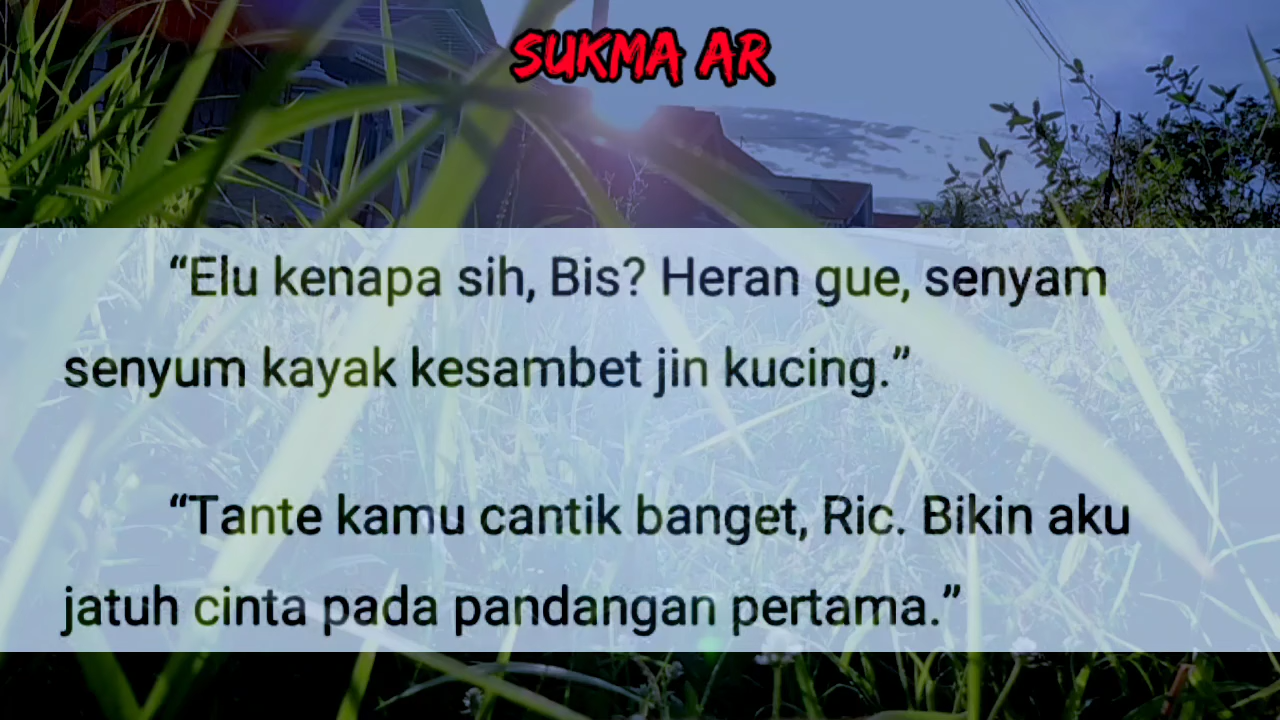 SUKMA AR
“Elu kenapa sih, Bis? Heran gue, senyam
senyum kayak kesambet jin kucing.”
“Tante kamu cantik banget, Ric. Bikin aku
jatuh cinta pada pandangan pertama.”